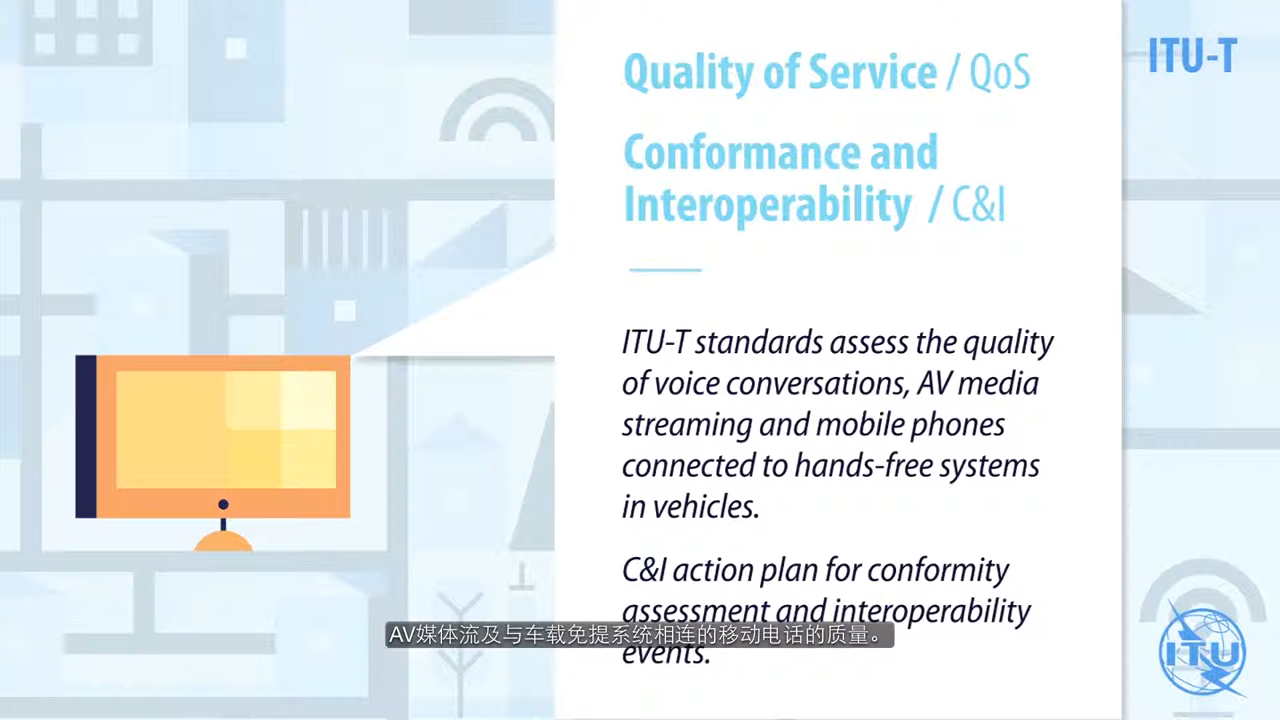 ITU-T
Quality of Service / QoS
Conformance and
Interoperability / C&I
ITU-T standards assess the quality
of voice conversations, AV media
streaming and mobile phones
connected to hands-free systems
in vehicles.
C&I action plan for conformity
assessment and interoperability
events.
AV媒体流及与车载免提系统相连的移动电话的质量。
ITU